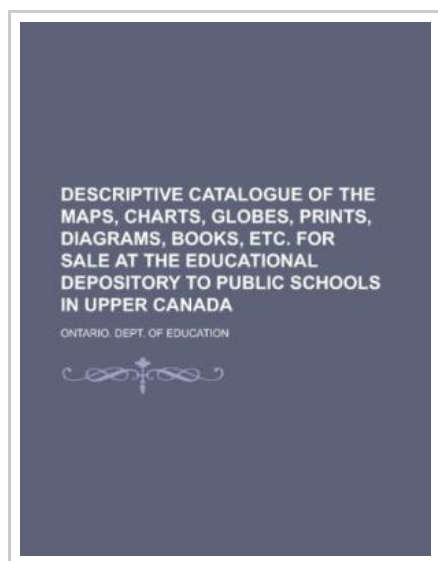 DESCRIPTIVE CATALOGUE OF THE
MAPS, CHARTS, GLOBES, PRINTS,
DIAGRAMS, BOOKS, ETC. FOR
SALE AT THE EDUCATIONAL
DEPOSITORY TO PUBLIC SCHOOLS
IN UPPER CANADA
ONTARIO. DEPT. OF EDUCATION